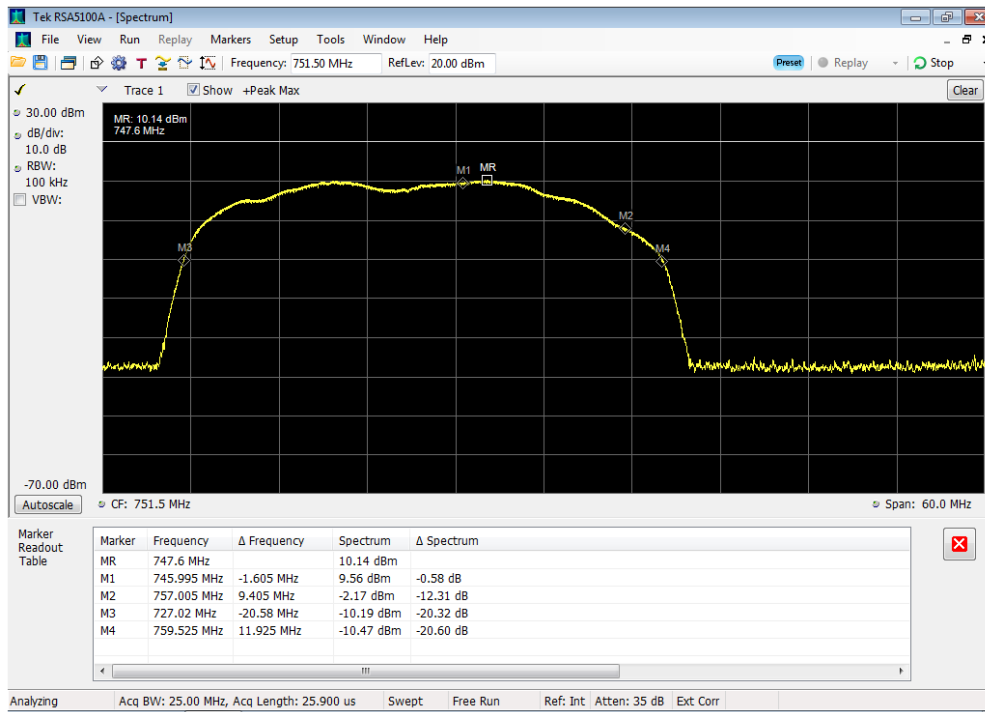 Tek RSA5100A - [Spectrum]
File View Run Replay Markers Setup Tools Window Help
T Frequency: 751.50 MHz RefLev: 20.00 dBm Preset Replay Stop
Trace 1 Show +Peak Max Clear
30.00 dBm
dB/div:
10.0 dB
RBW:
100 kHz
VBW:
MR: 10.14 dBm
747.6 MHz
M1 MR
M2
M3 M4
-70.00 dBm
Autoscale CF: 751.5 MHz Span: 60.0 MHz
Marker
Readout
Table
Marker Frequency Δ Frequency Spectrum Δ Spectrum
MR 747.6 MHz 10.14 dBm
M1 745.995 MHz -1.605 MHz 9.56 dBm -0.58 dB
M2 757.005 MHz 9.405 MHz -2.17 dBm -12.31 dB
M3 727.02 MHz -20.58 MHz -10.19 dBm -20.32 dB
M4 759.525 MHz 11.925 MHz -10.47 dBm -20.60 dB
Analyzing Acq BW: 25.00 MHz, Acq Length: 25.900 us Swept Free Run Ref: Int Atten: 35 dB Ext Corr